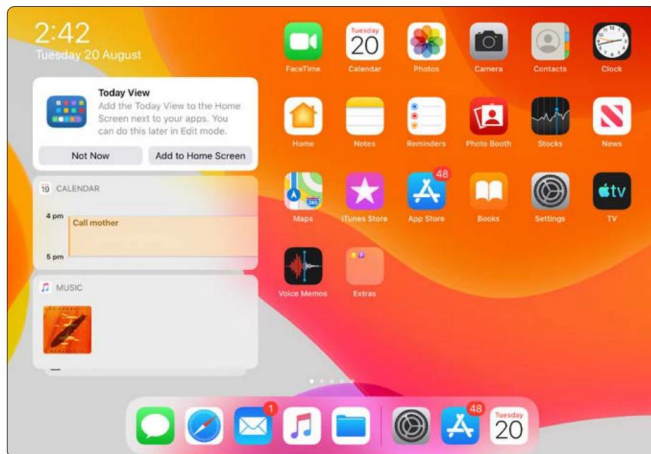 2:42
Tuesday 20 August
Today View
Add the Today View to the Home
Screen next to your apps. You
can do this later in Edit mode.
Not Now
Add to Home Screen
19 CALENDAR
4 pm
Call mother
5 pm
MUSIC
Tuesday
20
FaceTime
Calendar
Photos
Camera
Contacts
Clock
Home
Notes
Reminders
Photo Booth
Stocks
News
48
tv
Maps
iTunes Store
App Store
Books
Settings
TV
Voice Memos
Extras
1
48
Tuesday
20